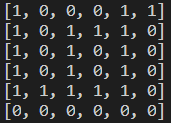 [1, 0, 0, 0, 1, 1]
[1, 0, 1, 1, 1, 0]
[1, 0, 1, 0, 1, 0]
[1, 0, 1, 0, 1, 0]
[1, 1, 1, 1, 1, 0]
[0, 0, 0, 0, 0, 0]